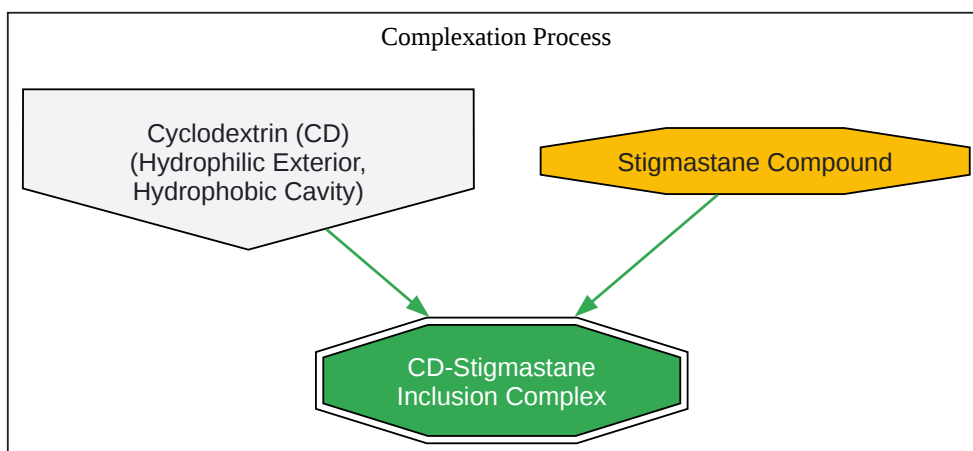 Complexation Process
Cyclodextrin (CD)
(Hydrophilic Exterior,
Hydrophobic Cavity)
Stigmastane Compound
CD-Stigmastane
Inclusion Complex